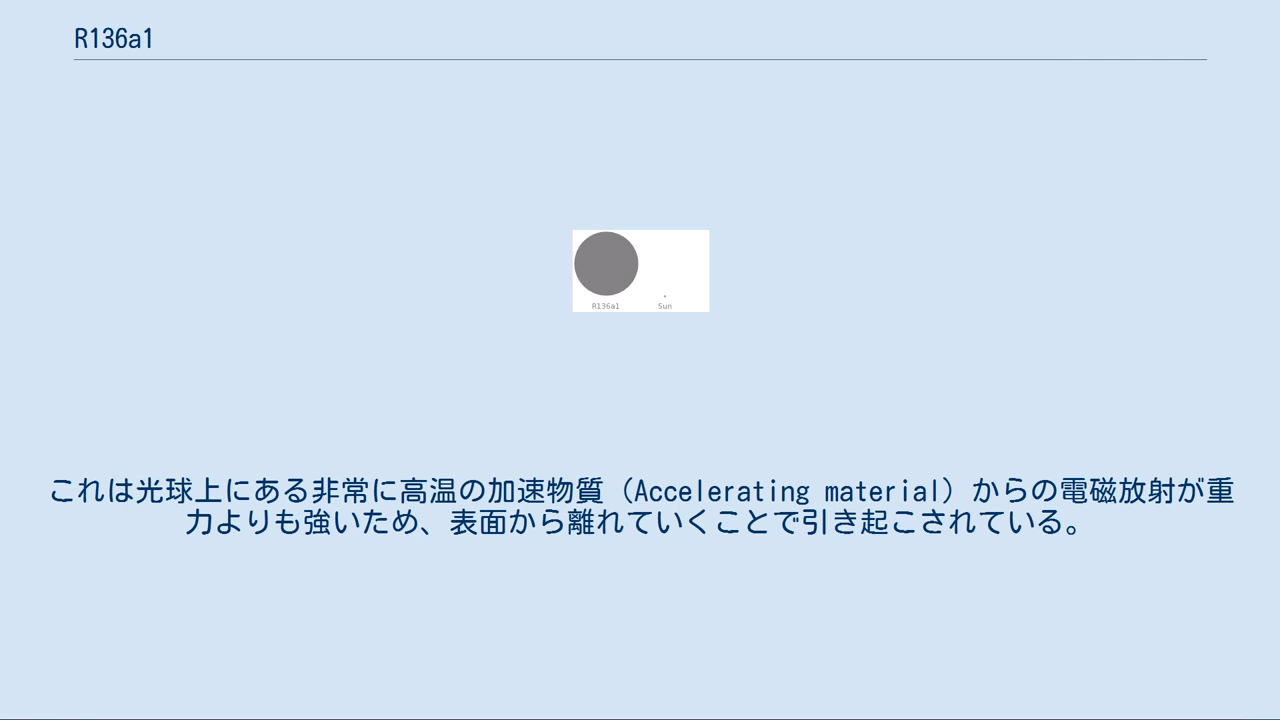 R136a1
R136a1
Sun
これは光球上にある非常に高温の加速物質（Accelerating material）からの電磁放射が重
力よりも強いため、表面から離れていくことで引き起こされている。